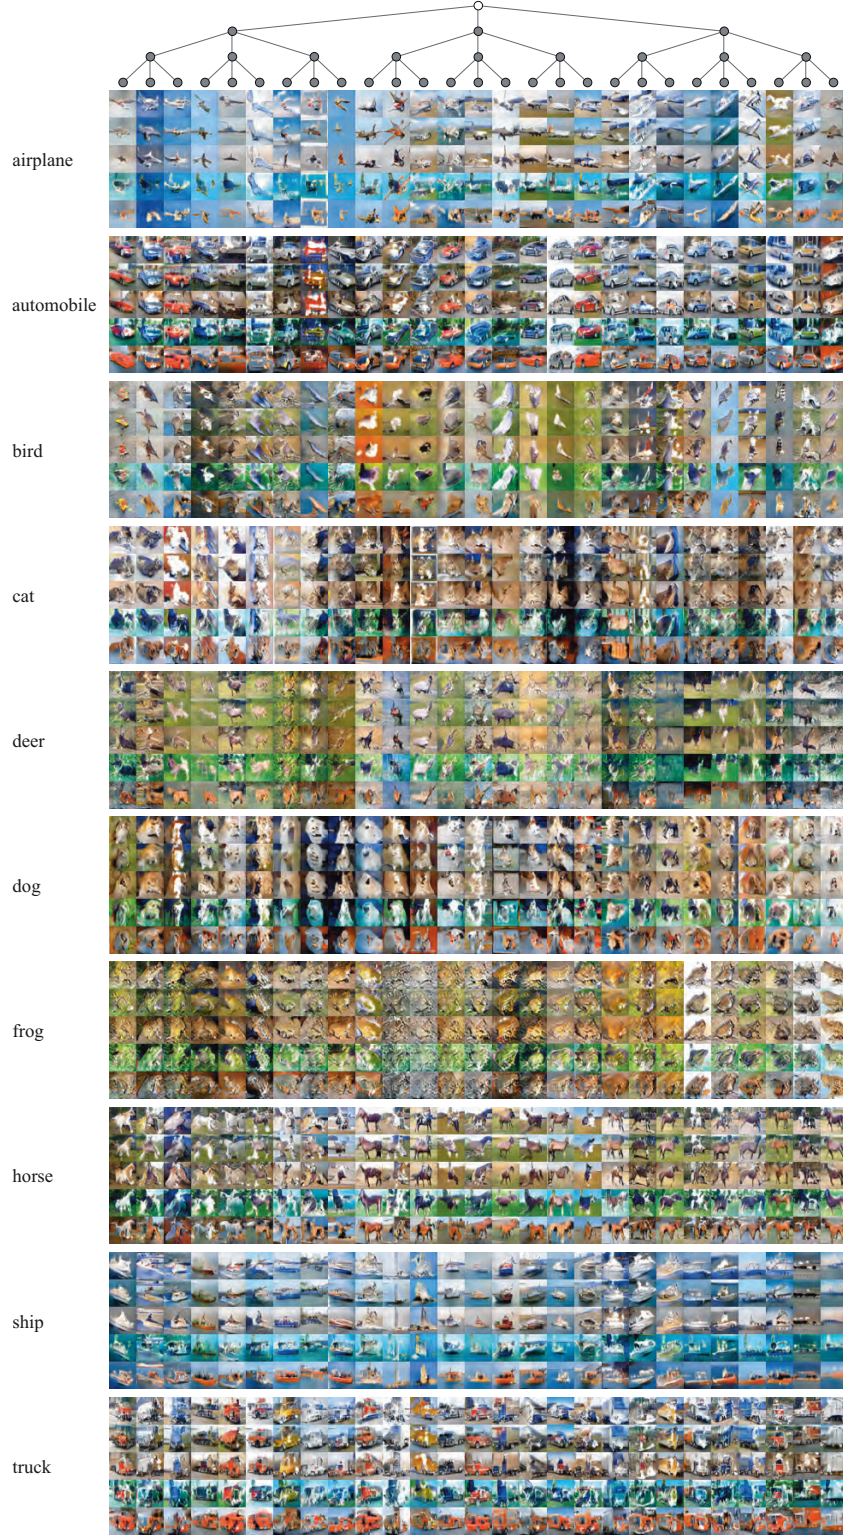 airplane
automobile
bird
cat
deer
dog
frog
horse
ship
truck